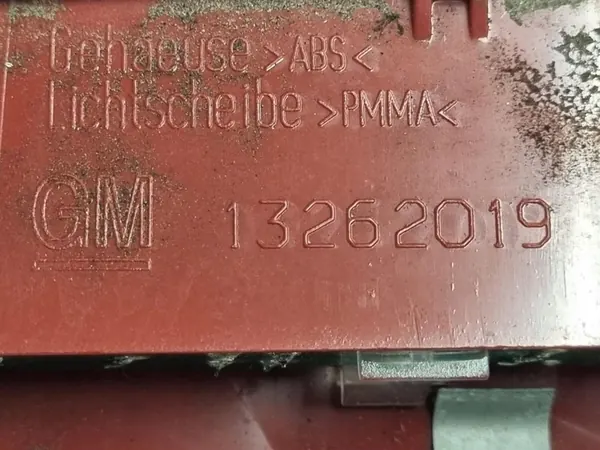 Gehaeuse >ABS<
Lichtscheibe >PMMA<
GM 13262019